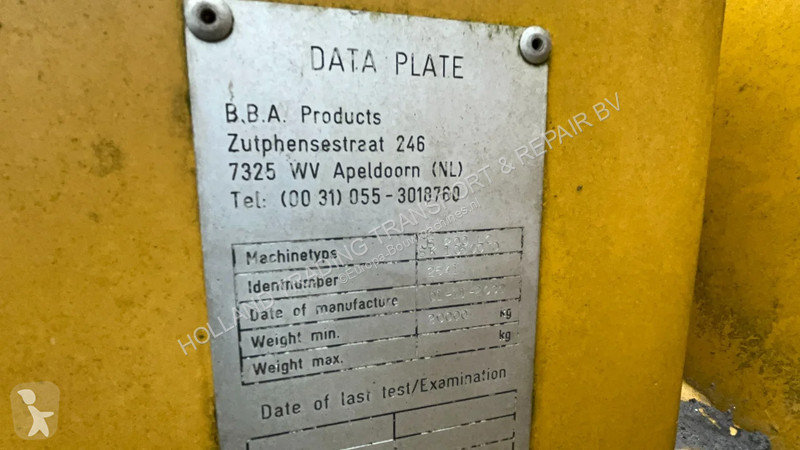 DATA PLATE
B.B.A. Products
Zutphensestraat 246
7325 WV Apeldoorn (NL)
Tel: (00 31) 055-3018760
Machinetype
Identnumber
Date of manufacture
Weight min. 20000 kg
Weight max. kg
Date of last test/Examination
HOLLAND TRADING TRANSPORT & REPAIR BV